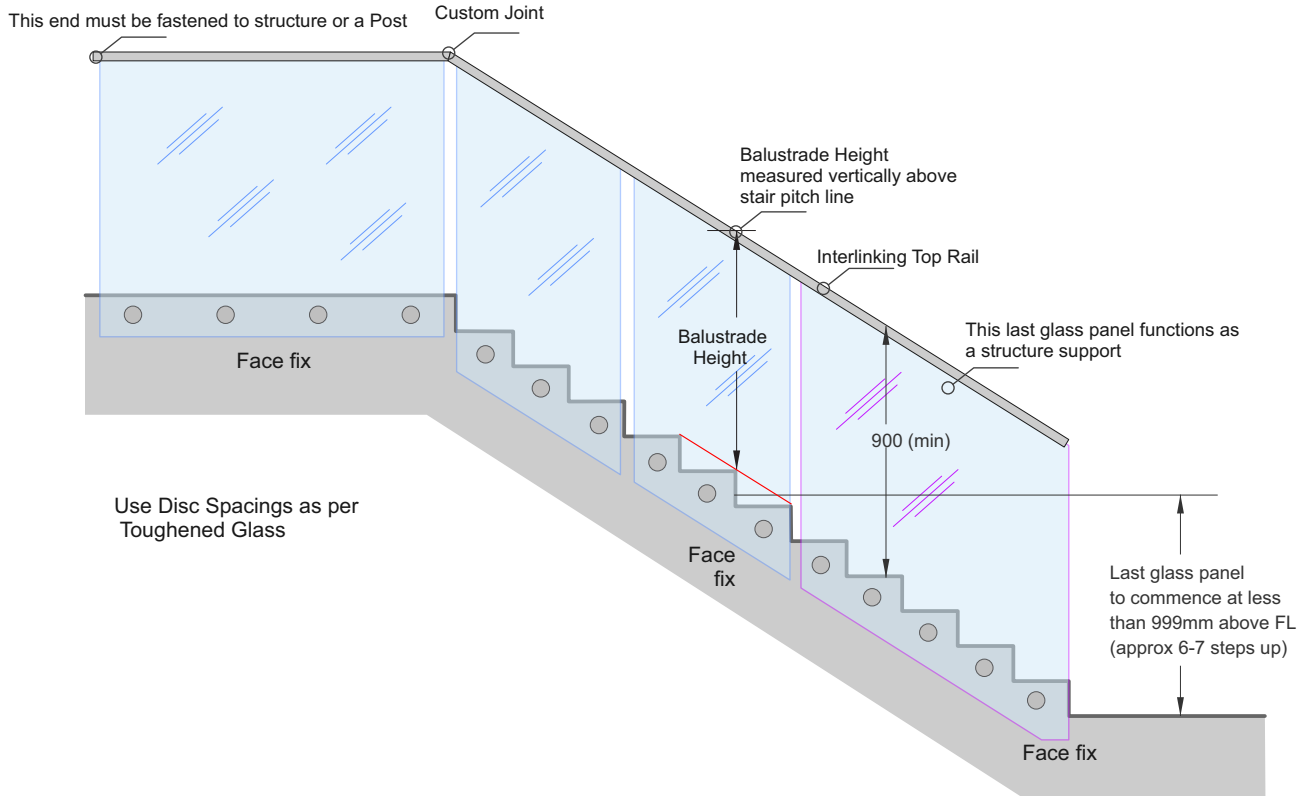 This end must be fastened to structure or a Post
Custom Joint
Balustrade Height
measured vertically above
stair pitch line
Interlinking Top Rail
This last glass panel functions as
a structure support
Balustrade
Height
Face fix
900 (min)
Use Disc Spacings as per
Toughened Glass
Face
fix
Last glass panel
to commence at less
than 999mm above FL
(approx 6-7 steps up)
Face fix